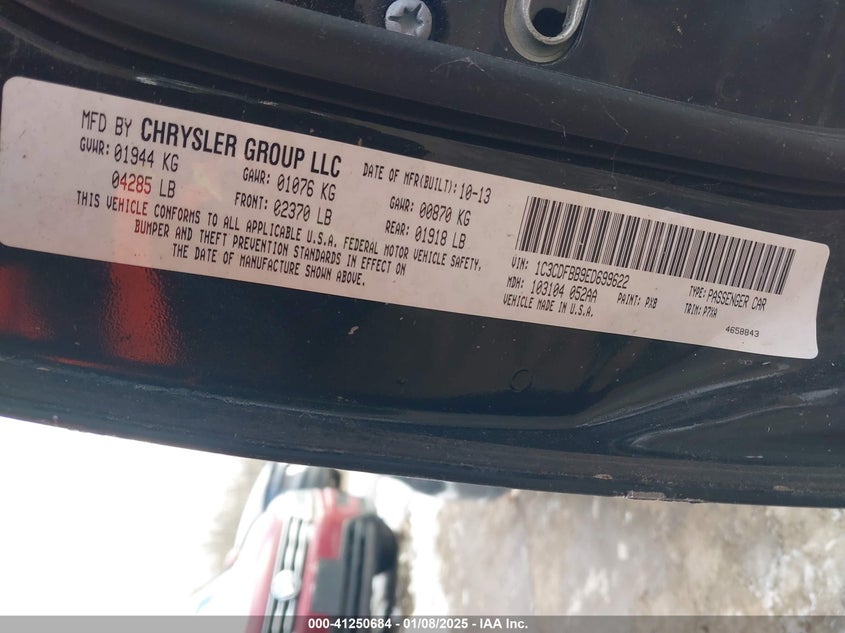 MFD BY CHRYSLER GROUP LLC
DATE OF MFR(BUILT): 10-13
GVWR: 01944 KG
GAWR: 01076 KG
GAWR: 00870 KG
04285 LB
FRONT: 02370 LB
REAR: 01918 LB
THIS VEHICLE CONFORMS TO ALL APPLICABLE U.S.A. FEDERAL MOTOR VEHICLE SAFETY,
BUMPER AND THEFT PREVENTION STANDARDS IN EFFECT ON
THE DATE OF MANUFACTURE SHOWN ABOVE.
VIN: 1C3CDFBB9ED699622
TYPE: PASSENGER CAR
MDH: 103104 052AA
PAINT: PXB
TRIM: P7XH
VEHICLE MADE IN U.S.A.
4658843
000-41250684 — 01/08/2025 — IAA Inc.